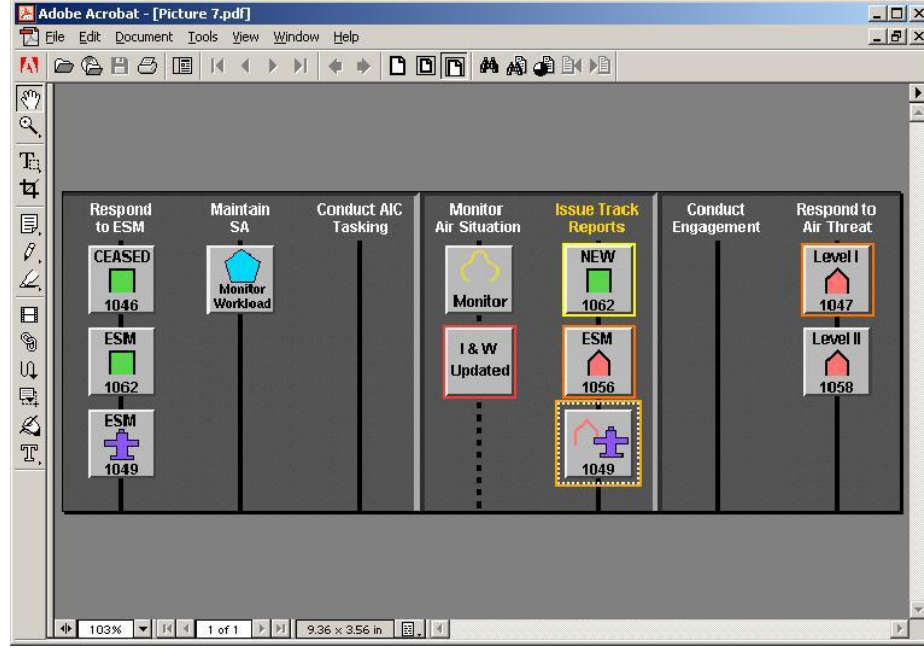 Adobe Acrobat - [Picture 7.pdf]
File Edit Document Tools View Window Help
Respond to ESM
Maintain SA
Conduct AIC Tasking
Monitor Air Situation
Issue Track Reports
Conduct Engagement
Respond to Air Threat
CEASED
1046
ESM
1062
ESM
1049
Monitor
Workload
Monitor
I & W
Updated
NEW
1062
ESM
1056
1049
Level I
1047
Level II
1058
103%
1 of 1
9.36 x 3.56 in